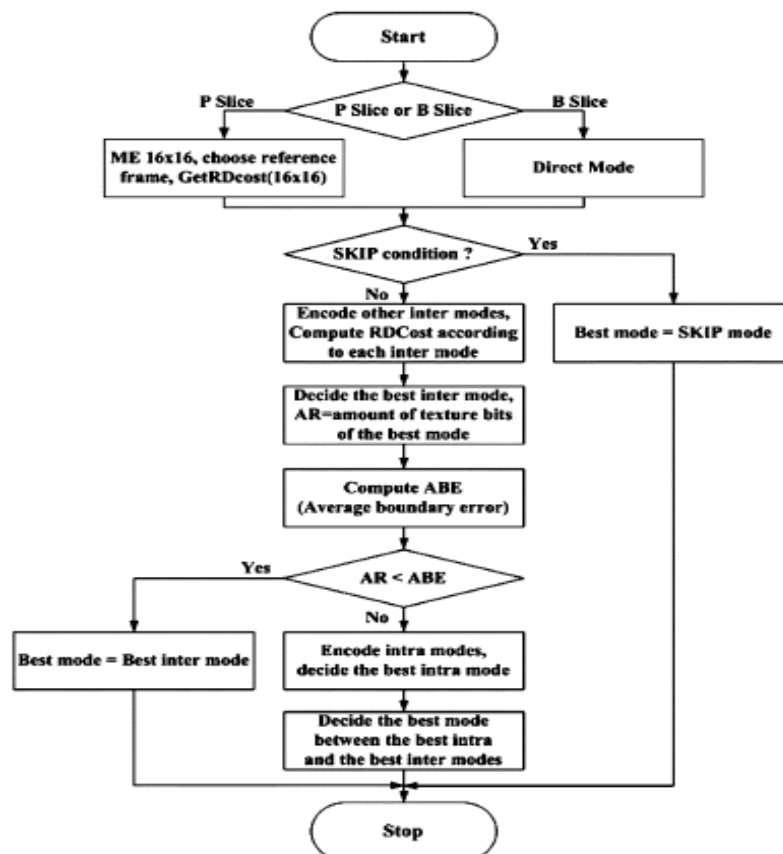 Start
P Slice
B Slice
P Slice or B Slice
ME 16x16, choose reference
frame, GetRDcost(16x16)
Direct Mode
SKIP condition ?
Yes
No
Encode other inter modes,
Compute RDCost according
to each inter mode
Best mode = SKIP mode
Decide the best inter mode,
AR=amount of texture bits
of the best mode
Compute ABE
(Average boundary error)
Yes
AR < ABE
No
Best mode = Best inter mode
Encode intra modes,
decide the best intra mode
Decide the best mode
between the best intra
and the best inter modes
Stop